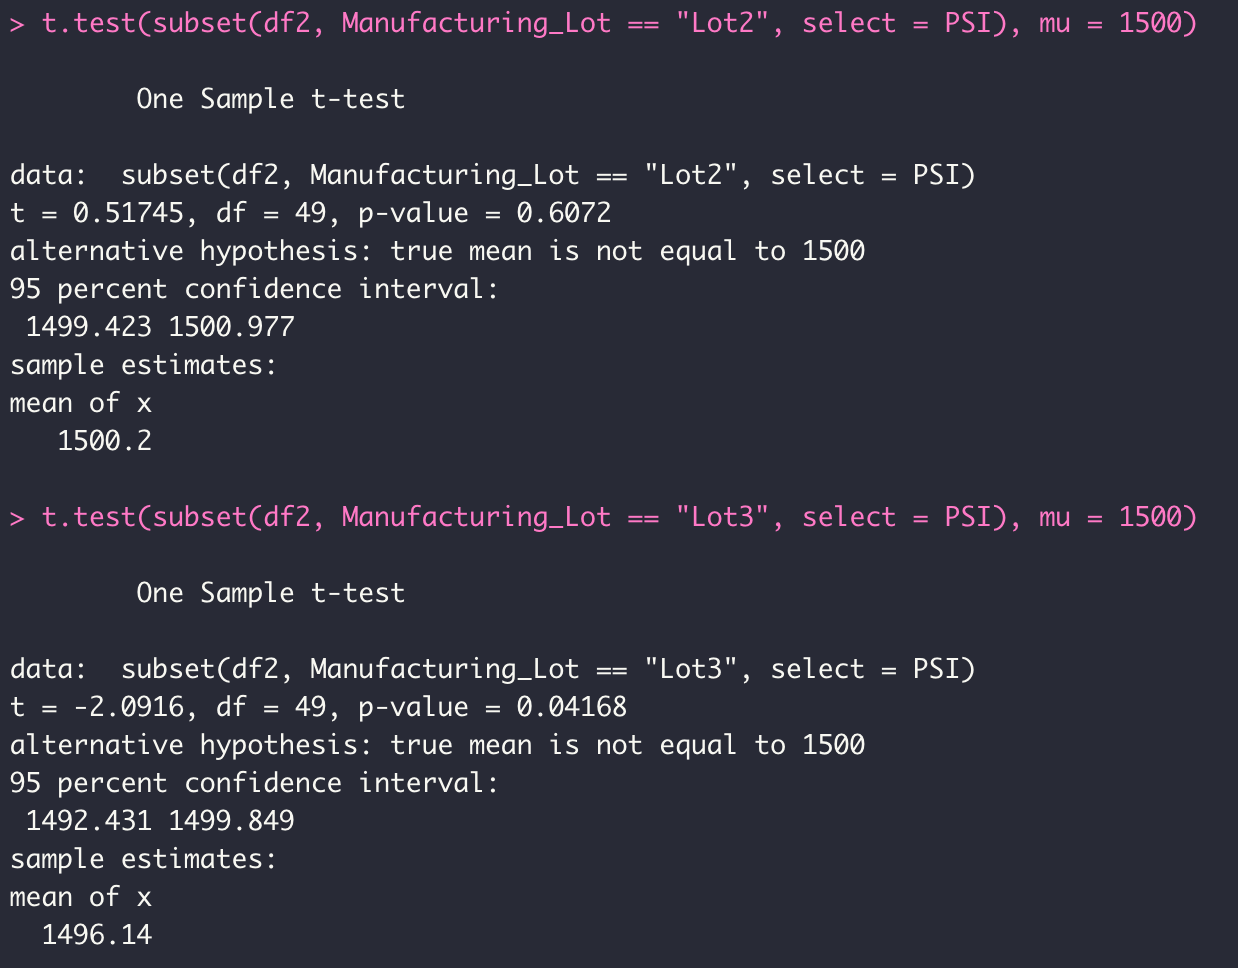 > t.test(subset(df2, Manufacturing_Lot == "Lot2", select = PSI), mu = 1500)
One Sample t-test
data:  subset(df2, Manufacturing_Lot == "Lot2", select = PSI)
t = 0.51745, df = 49, p-value = 0.6072
alternative hypothesis: true mean is not equal to 1500
95 percent confidence interval:
1499.423 1500.977
sample estimates:
mean of x
1500.2
> t.test(subset(df2, Manufacturing_Lot == "Lot3", select = PSI), mu = 1500)
One Sample t-test
data:  subset(df2, Manufacturing_Lot == "Lot3", select = PSI)
t = -2.0916, df = 49, p-value = 0.04168
alternative hypothesis: true mean is not equal to 1500
95 percent confidence interval:
1492.431 1499.849
sample estimates:
mean of x
1496.14